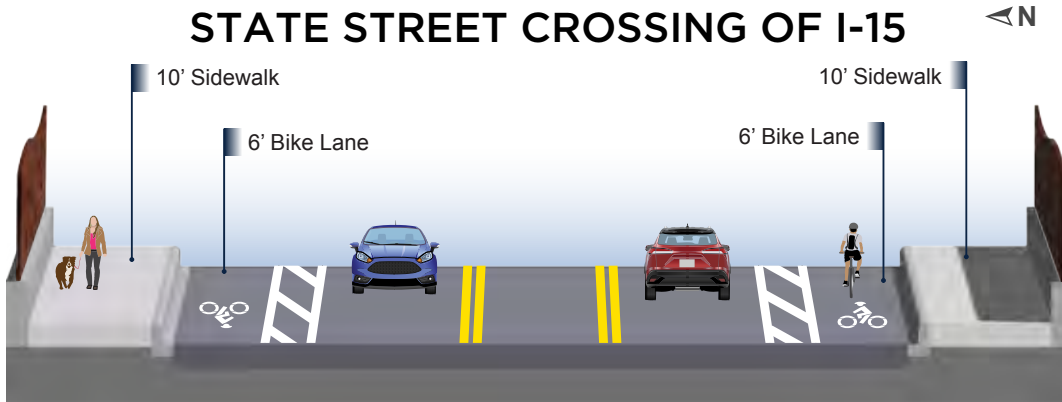 STATE STREET CROSSING OF I-15
N
10’ Sidewalk
10’ Sidewalk
6’ Bike Lane
6’ Bike Lane